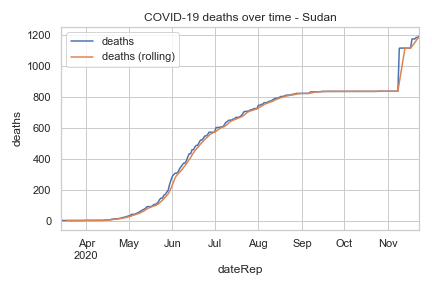 COVID-19 deaths over time - Sudan
deaths
deaths (rolling)
1200
1000
800
600
400
200
0
deaths
Apr May Jun Jul Aug Sep Oct Nov
2020
dateRep